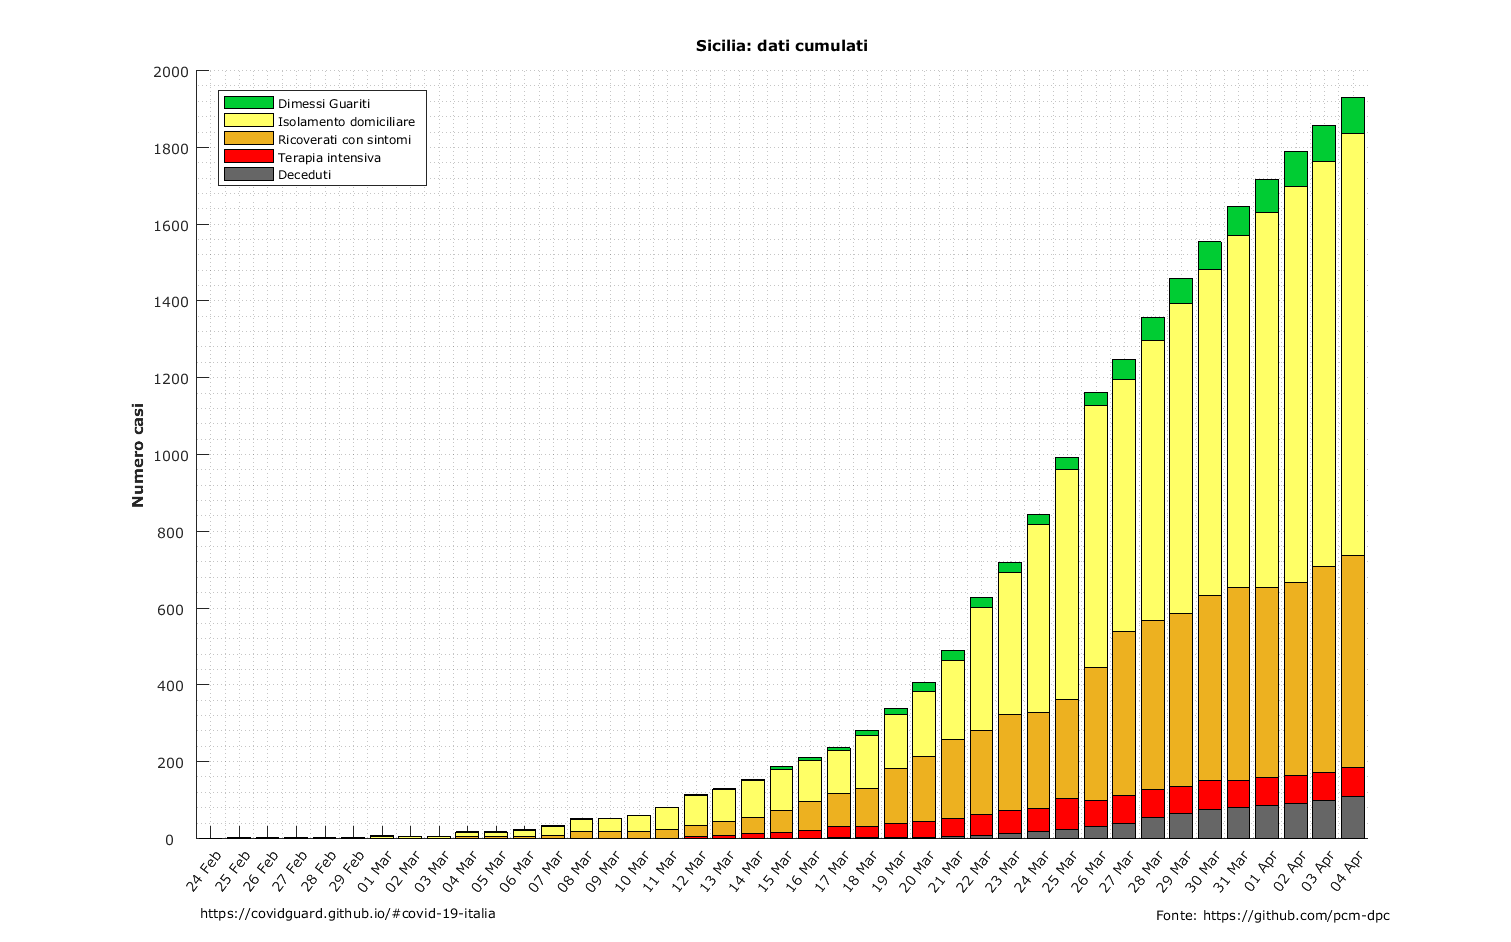 Sicilia: dati cumulati
2000
1800
1600
1400
1200
1000
800
600
400
200
0
Numero casi
Dimessi Guariti
Isolamento domiciliare
Ricoverati con sintomi
Terapia intensiva
Deceduti
24 Feb
25 Feb
26 Feb
27 Feb
28 Feb
29 Feb
01 Mar
02 Mar
03 Mar
04 Mar
05 Mar
06 Mar
07 Mar
08 Mar
09 Mar
10 Mar
11 Mar
12 Mar
13 Mar
14 Mar
15 Mar
16 Mar
17 Mar
18 Mar
19 Mar
20 Mar
21 Mar
22 Mar
23 Mar
24 Mar
25 Mar
26 Mar
27 Mar
28 Mar
29 Mar
30 Mar
31 Mar
01 Apr
02 Apr
03 Apr
04 Apr
https://covidguard.github.io/#covid-19-italia
Fonte: https://github.com/pcm-dpc